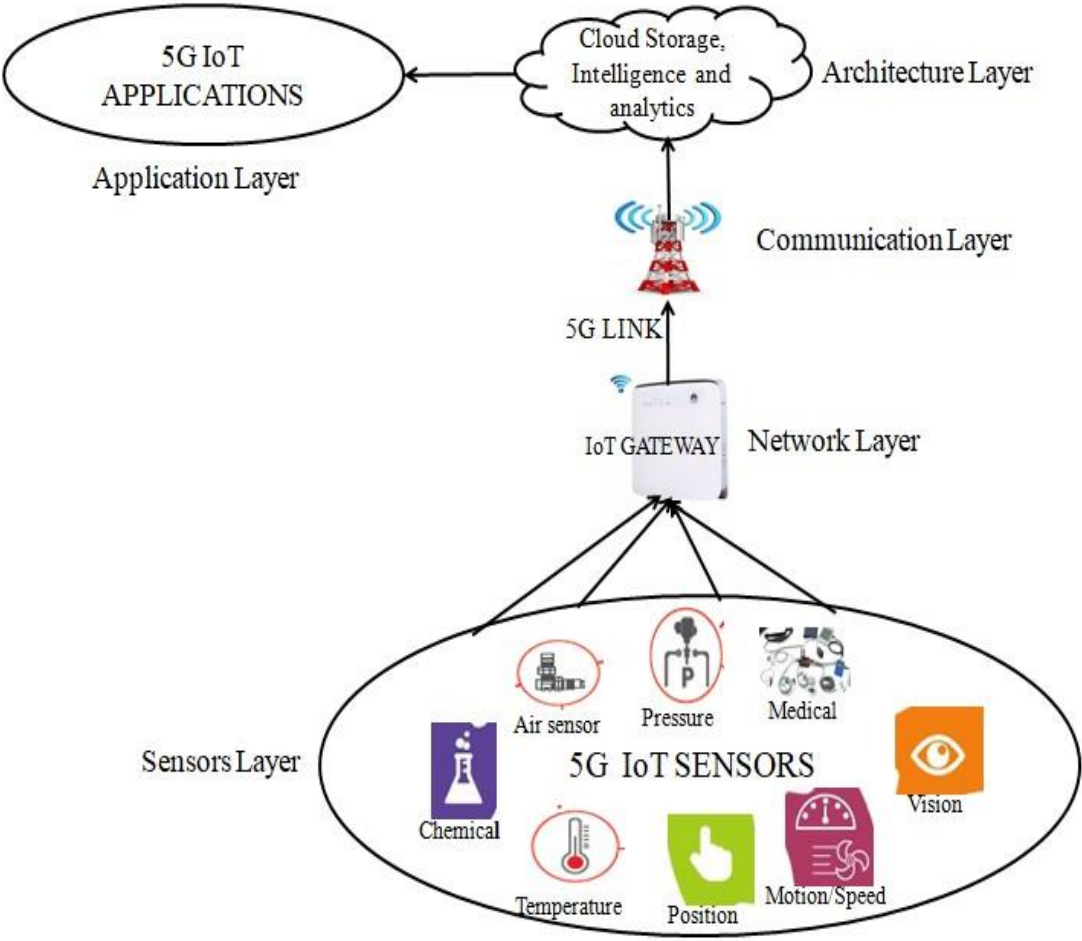 5G IoT
APPLICATIONS
Application Layer
Cloud Storage,
Intelligence and
analytics
Architecture Layer
Communication Layer
5G LINK
IoT GATEWAY
Network Layer
Air sensor
Pressure
P
Medical
Sensors Layer
5G IoT SENSORS
Chemical
Vision
Temperature
Position
Motion/Speed